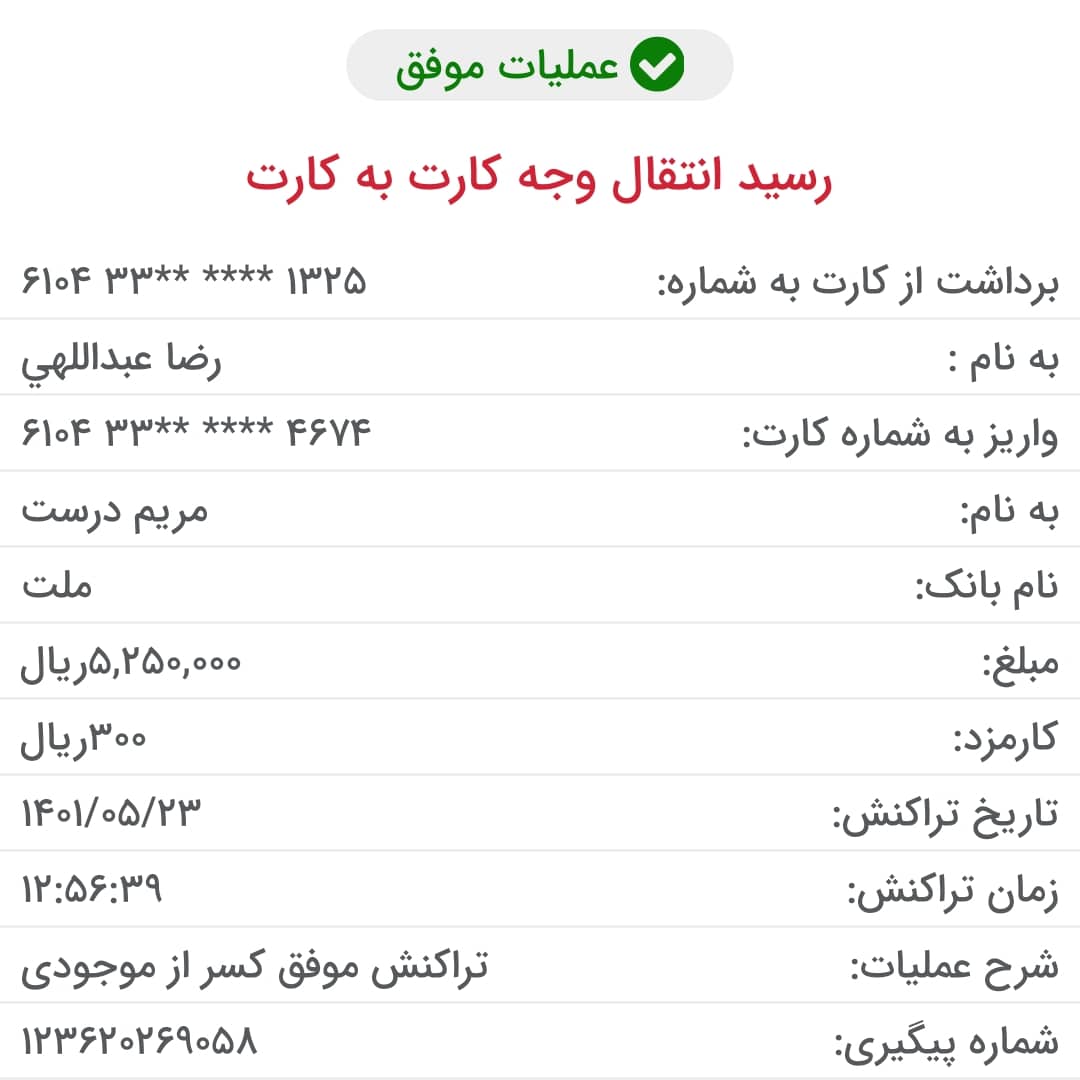 عملیات موفق
رسید انتقال وجه کارت به کارت
برداشت از کارت به شماره: ۶۱۰۴ ۳۳** **** ۱۳۲۵
به نام : رضا عبداللهي
واریز به شماره کارت: ۶۱۰۴ ۳۳** **** ۴۶۷۴
به نام: مریم درست
نام بانک: ملت
مبلغ: ۵,۲۵۰,۰۰۰ریال
کارمزد: ۳۰۰ریال
تاریخ تراکنش: ۱۴۰۱/۰۵/۲۳
زمان تراکنش: ۱۲:۵۶:۳۹
شرح عملیات: تراکنش موفق کسر از موجودی
شماره پیگیری: ۱۲۳۶۲۰۲۶۹۰۵۸